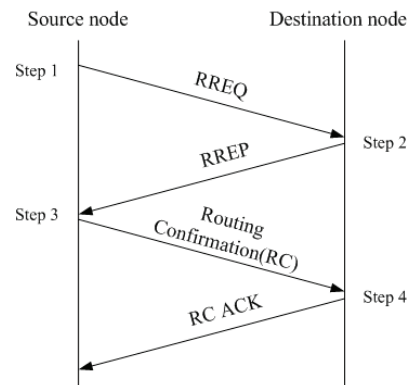 Source node
Destination node
Step 1
RREQ
Step 2
RREP
Step 3
Routing
Confirmation(RC)
Step 4
RC ACK